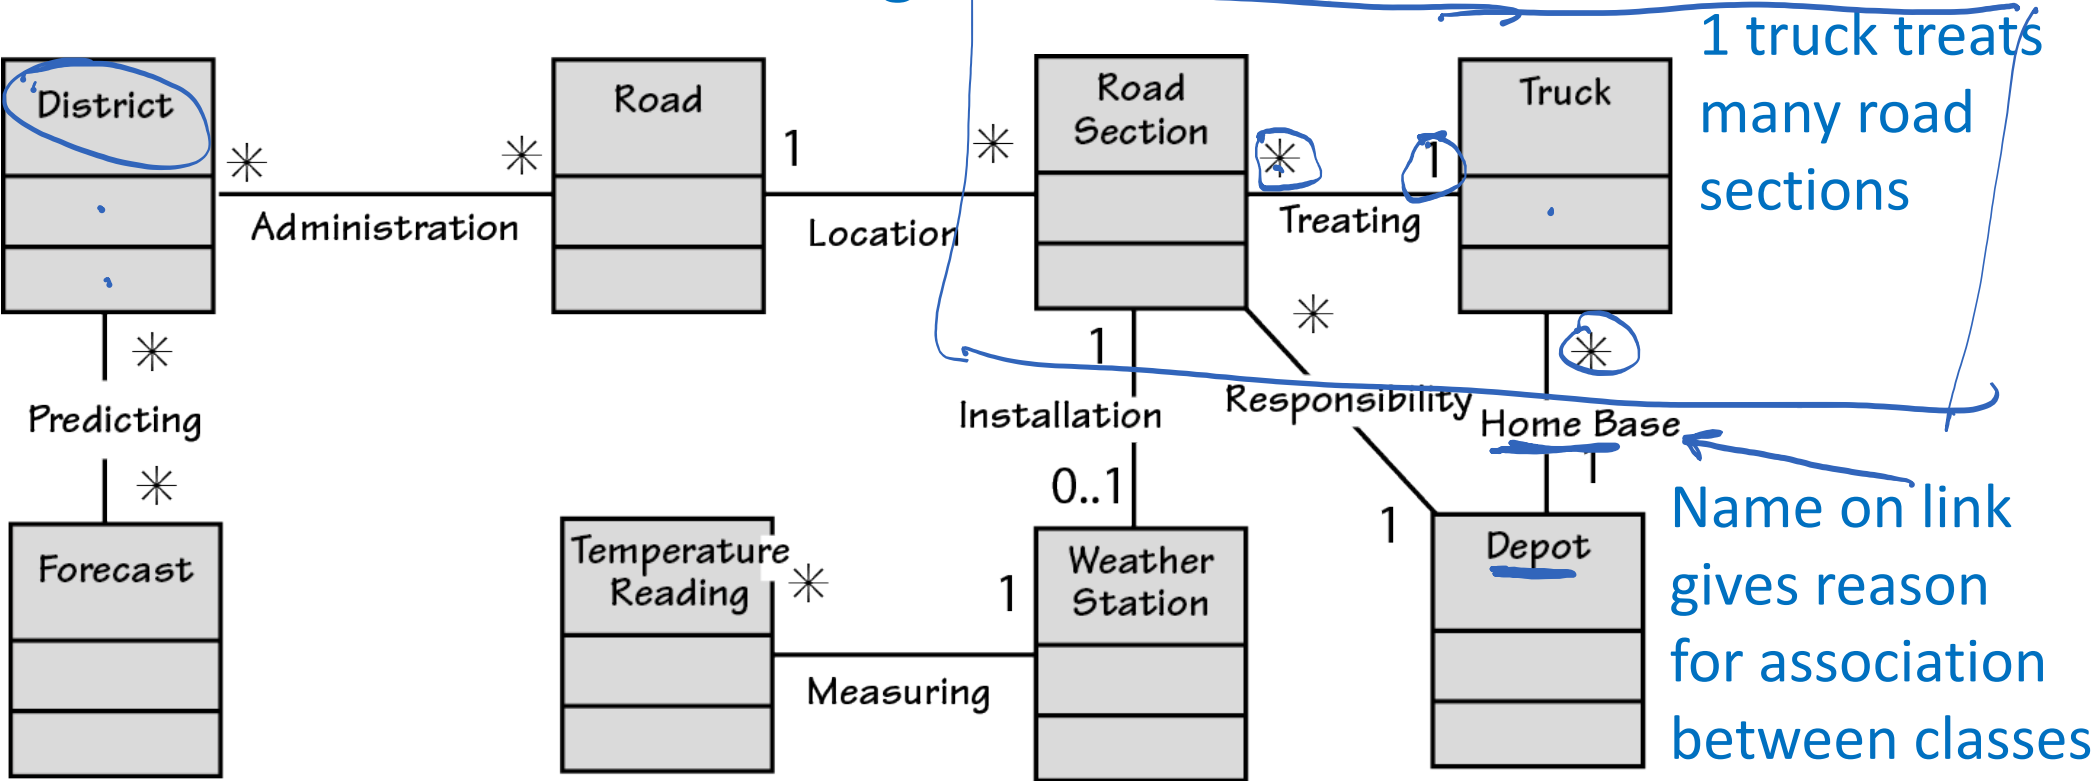 1 truck treats
many road
sections
District
Road
Road
Section
Truck
* * 1 * * 1
Administration
Location
Treating
* 1 * *
Predicting
Installation
Responsibility
Home Base
* 0..1 1 1
Name on link
gives reason
for association
between classes
Forecast
Temperature
Reading
* 1
Weather
Station
Depot
Measuring